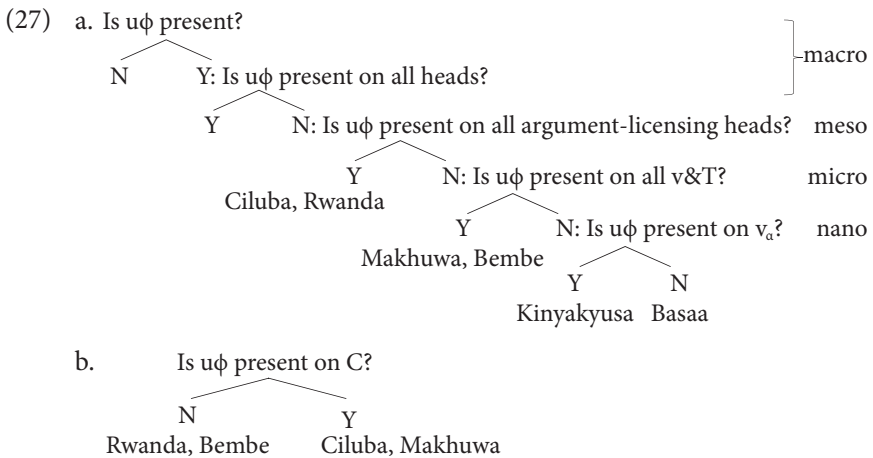 (27) a. Is uϕ present?
macro
N Y: Is uϕ present on all heads?
Y N: Is uϕ present on all argument-licensing heads? meso
Y N: Is uϕ present on all v&T? micro
Ciluba, Rwanda
Y N: Is uϕ present on vα? nano
Makhuwa, Bembe
Y N
Kinyakyusa Basaa
b. Is uϕ present on C?
N Y
Rwanda, Bembe Ciluba, Makhuwa